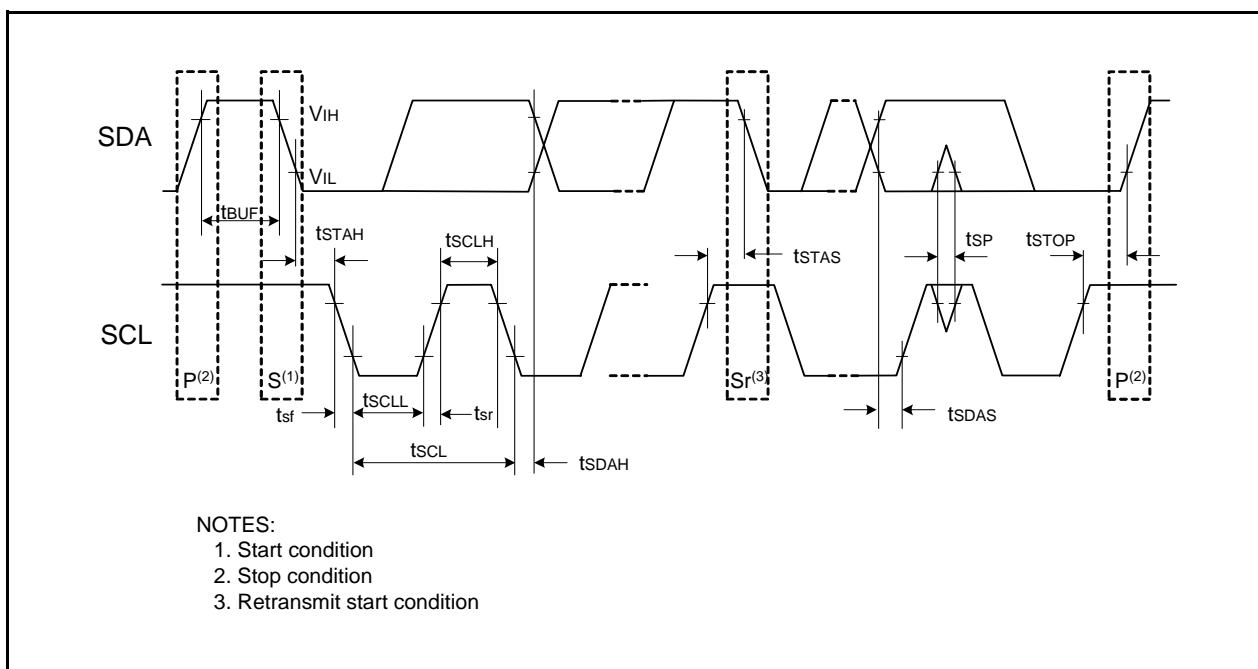 SDA
VIH
VIL
tBUF
tSTAH
tSCLH
tSTAS
tSP
tSTOP
SCL
P(2)
S(1)
Sr(3)
P(2)
tsf
tSCLL
tsr
tSCL
tSDAH
tSDAS
NOTES:
1. Start condition
2. Stop condition
3. Retransmit start condition